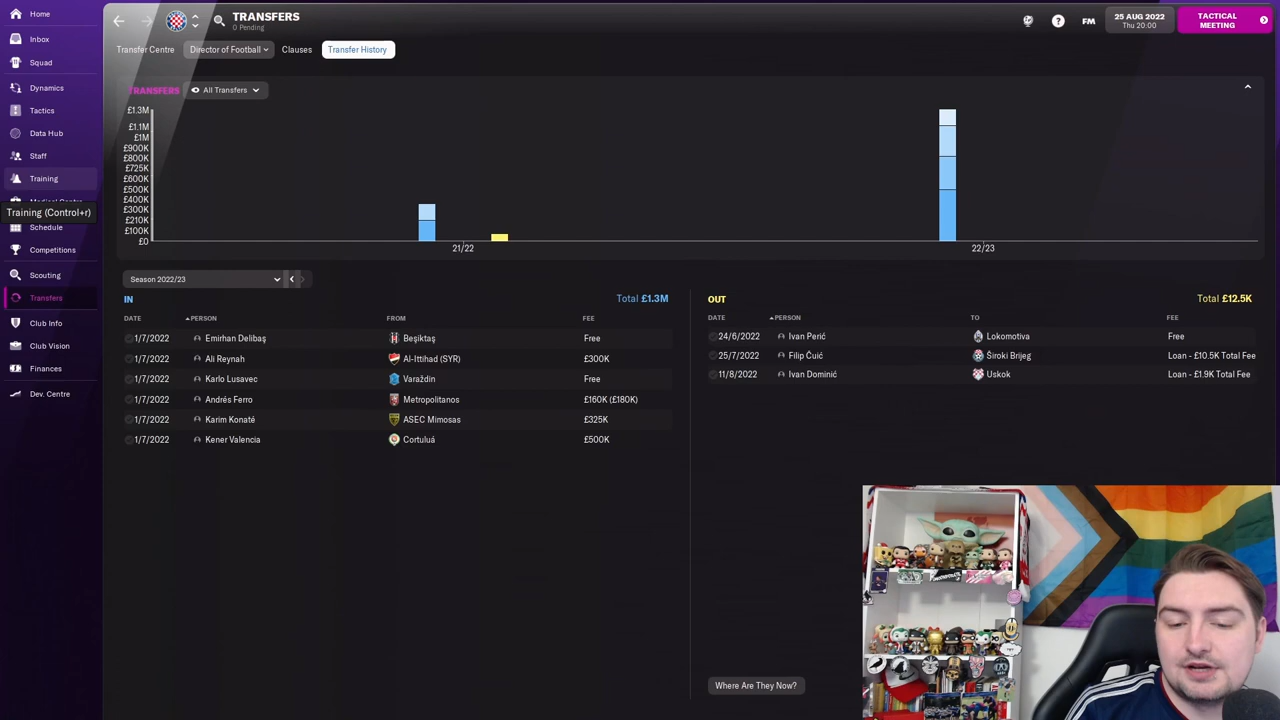 Home
TRANSFERS
0 Pending
FM
25 AUG 2022
Thu 20:00
TACTICAL MEETING
Inbox
Squad
Dynamics
Tactics
Data Hub
Staff
Training
Training (Control+r)
Schedule
Competitions
Scouting
Transfers
Club Info
Club Vision
Finances
Dev. Centre
Transfer Centre
Director of Football
Clauses
Transfer History
TRANSFERS
All Transfers
£1.3M
£1.1M
£1M
£900K
£800K
£725K
£600K
£500K
£400K
£300K
£210K
£100K
£0
21/22
22/23
Season 2022/23
IN
Total £1.3M
DATE PERSON FROM FEE
1/7/2022 Emirhan Delibaş Beşiktaş Free
1/7/2022 Ali Reynah Al-Ittihad (SYR) £300K
1/7/2022 Karlo Lusavec Varaždin Free
1/7/2022 Andrés Ferro Metropolitanos £160K (£180K)
1/7/2022 Karim Konaté ASEC Mimosas £325K
1/7/2022 Kener Valencia Cortuluá £500K
OUT
Total £12.5K
DATE PERSON TO FEE
24/6/2022 Ivan Perić Lokomotiva Free
25/7/2022 Filip Čuić Široki Brijeg Loan - £10.5K Total Fee
11/8/2022 Ivan Dominić Uskok Loan - £1.9K Total Fee
Where Are They Now?